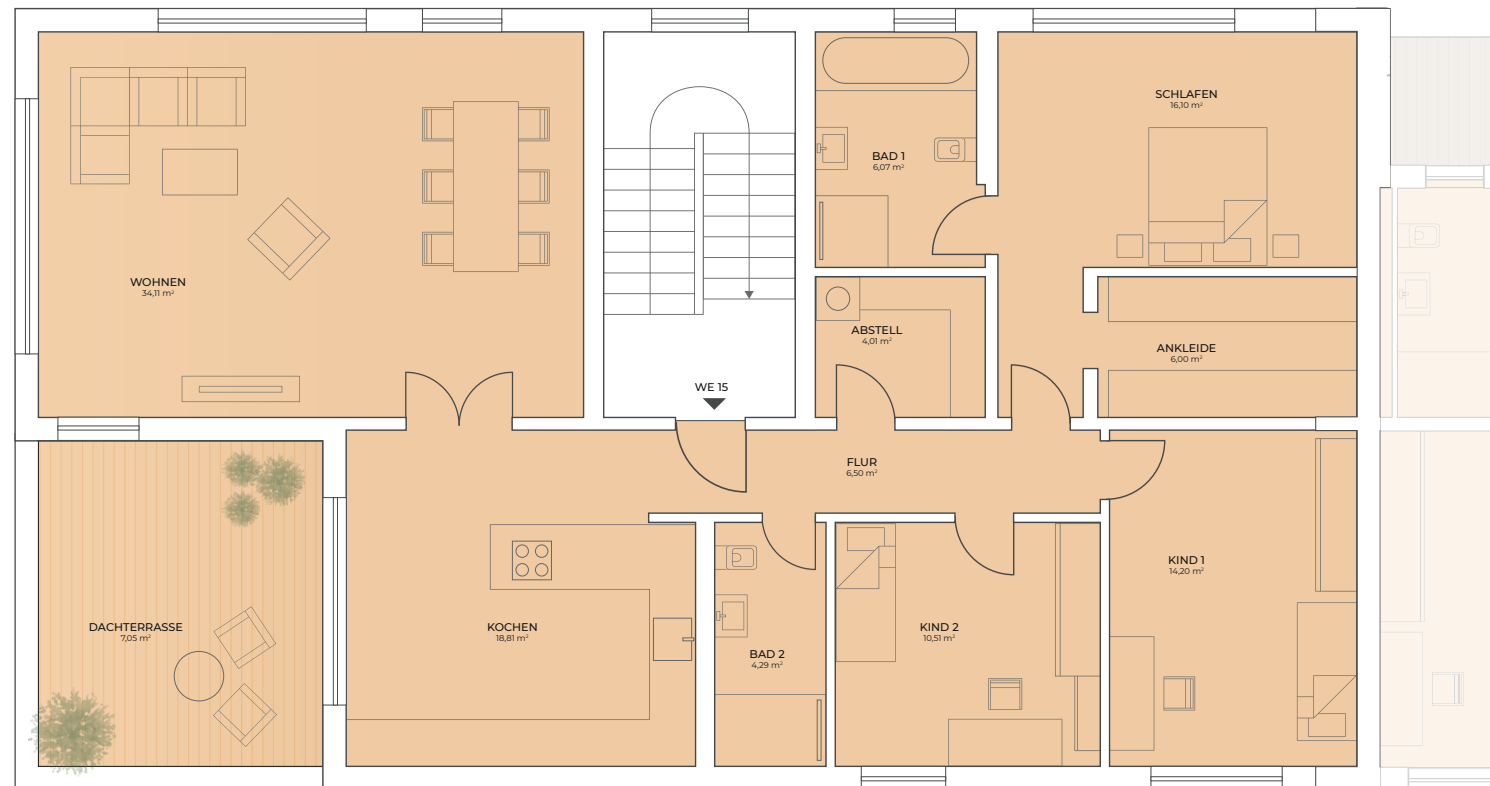 SCHLAFEN
16,10 m²
BAD 1
6,07 m²
WOHNEN
34,11 m²
ABSTELL
4,01 m²
ANKLEIDE
6,00 m²
WE 15
FLUR
6,50 m²
KIND 1
14,20 m²
DACHTERRASSE
7,05 m²
KOCHEN
18,81 m²
KIND 2
10,51 m²
BAD 2
4,29 m²